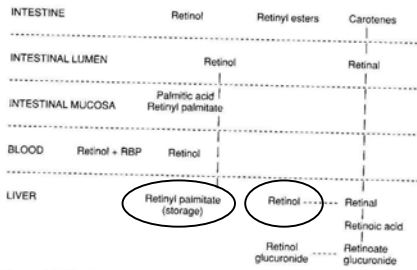 INTESTINE Retinol Retinyl esters Carotenes
INTESTINAL LUMEN Retinol Retinal
INTESTINAL MUCOSA Palmitic acid
Retinyl palmitate
BLOOD Retinol + RBP Retinol
LIVER Retinyl palmitate Retinol Retinal
(storage)
Retinoic acid
Retinol Retinoate
glucuronide glucuronide